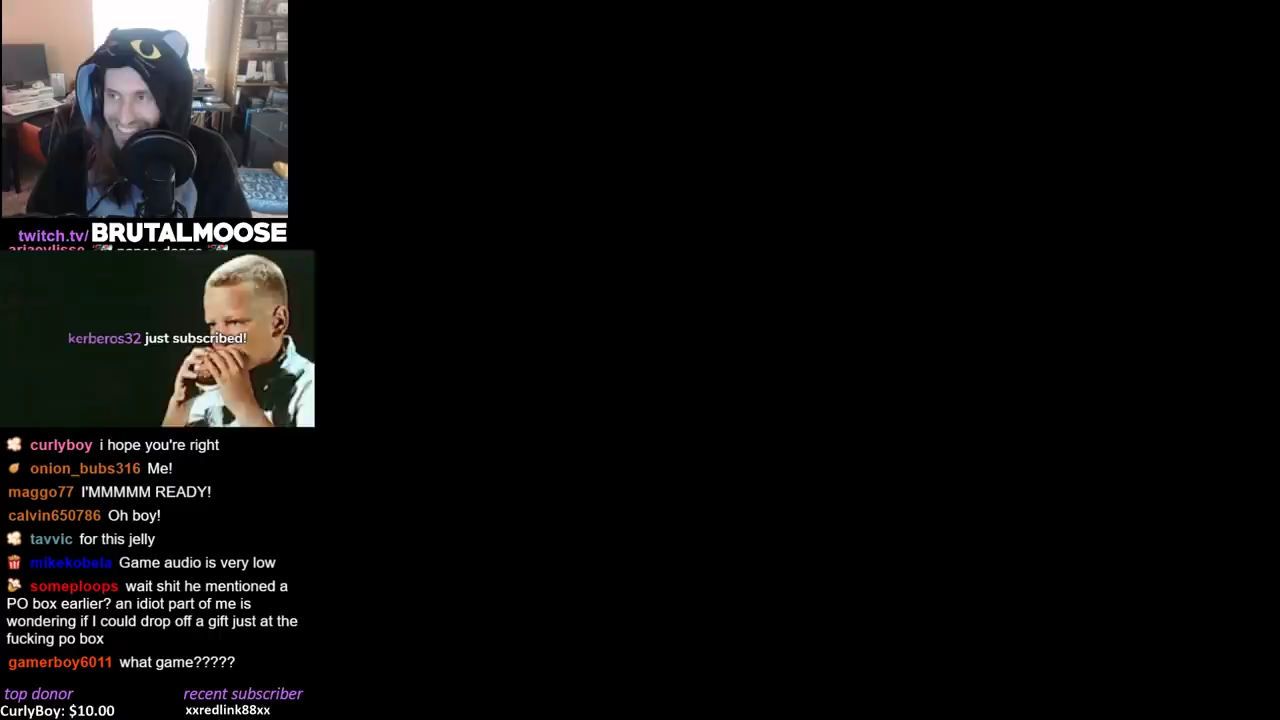 twitch.tv/BRUTALMOOSE
ariaevlisse dance
kerberos32 just subscribed!
curlyboy i hope you're right
onion_bubs316 Me!
maggo77 I'MMMMM READY!
calvin650786 Oh boy!
tavvic for this jelly
mikekobela Game audio is very low
someploops wait shit he mentioned a
PO box earlier? an idiot part of me is
wondering if I could drop off a gift just at the
fucking po box
gamerboy6011 what game?????
top donor recent subscriber
CurlyBoy: $10.00 xxredlink88xx